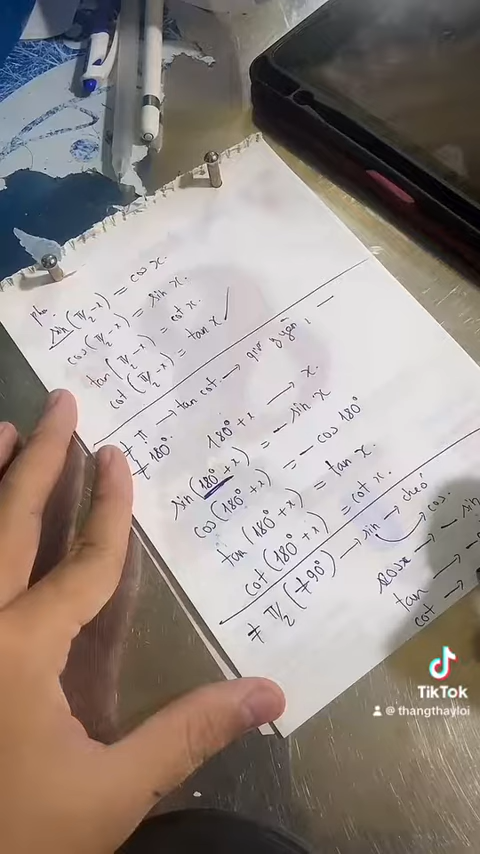 phụ
sin(π/2 - x) = cos x.
cos(π/2 - x) = sin x.
tan(π/2 - x) = cot x.
cot(π/2 - x) = tan x
≠ π → tan cot → giữ nguyên, —
≠ 180°. 180° + x → x.
sin(180° + x) = - sin x
cos(180° + x) = - cos 180°
tan(180° + x) = tan x.
cot(180° + x) = cot x.
≠ π/2 (≠ 90°) → sin → chéo
cos.
cosx → - sin
tan → -
cot →
TikTok
@thangthayloi